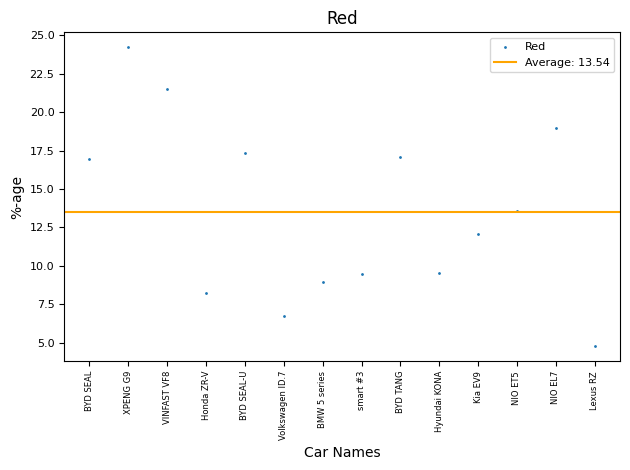 Red
25.0
22.5
20.0
17.5
15.0
12.5
10.0
7.5
5.0
%-age
Red
Average: 13.54
BYD SEAL
XPENG G9
VINFAST VF8
Honda ZR-V
BYD SEAL-U
Volkswagen ID.7
BMW 5 series
smart #3
BYD TANG
Hyundai KONA
Kia EV9
NIO ET5
NIO EL7
Lexus RZ
Car Names